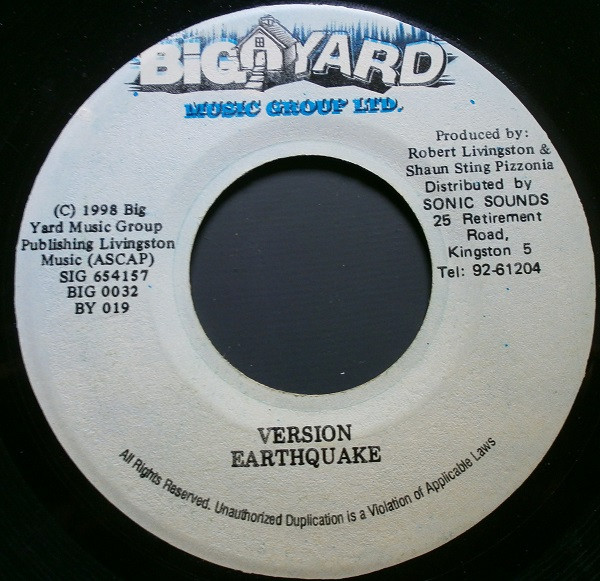 BIG YARD
MUSIC GROUP LTD.
Produced by:
Robert Livingston &
Shaun Sting Pizzonia
Distributed by
SONIC SOUNDS
25 Retirement
Road,
Kingston 5
Tel: 92-61204
(C) 1998 Big
Yard Music Group
Publishing Livingston
Music (ASCAP)
SIG 654157
BIG 0032
BY 019
VERSION
EARTHQUAKE
All Rights Reserved. Unauthorized Duplication is a Violation of Applicable Laws